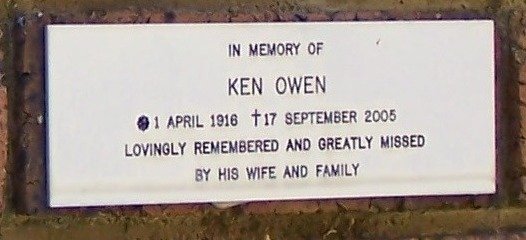 IN MEMORY OF
KEN OWEN
1 APRIL 1916 †17 SEPTEMBER 2005
LOVINGLY REMEMBERED AND GREATLY MISSED
BY HIS WIFE AND FAMILY